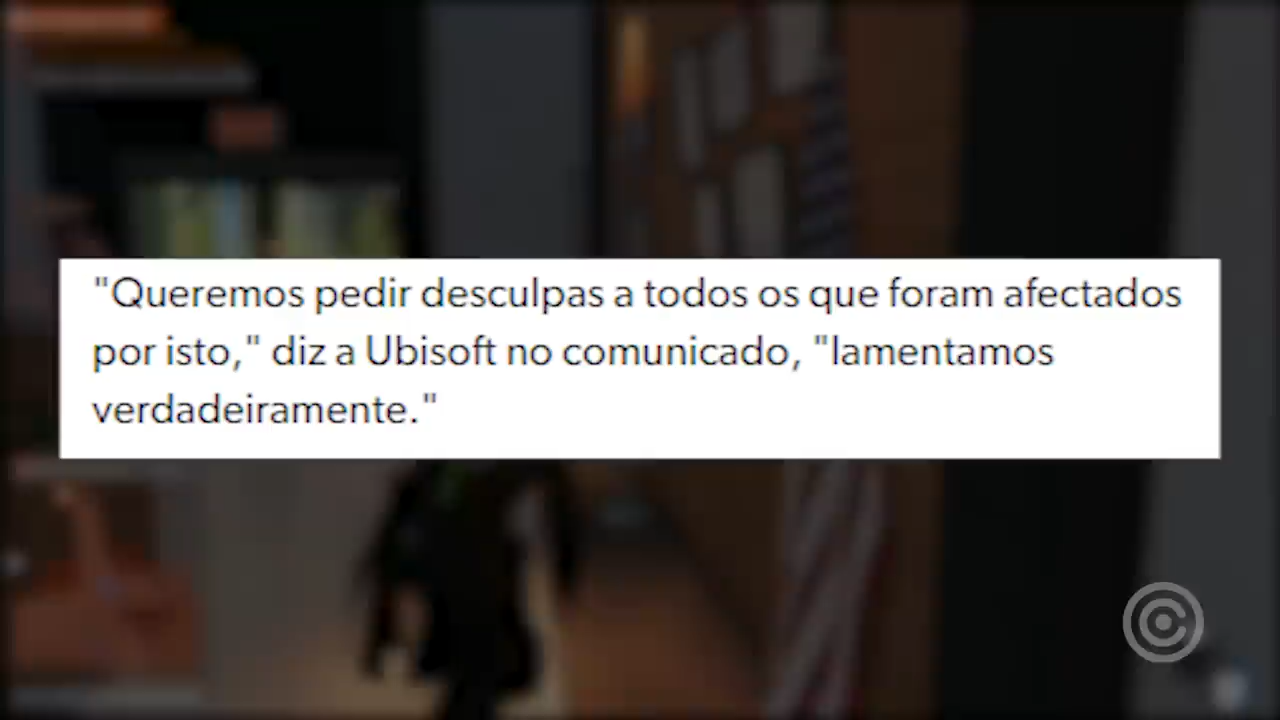 "Queremos pedir desculpas a todos os que foram afectados
por isto," diz a Ubisoft no comunicado, "lamentamos
verdadeiramente."